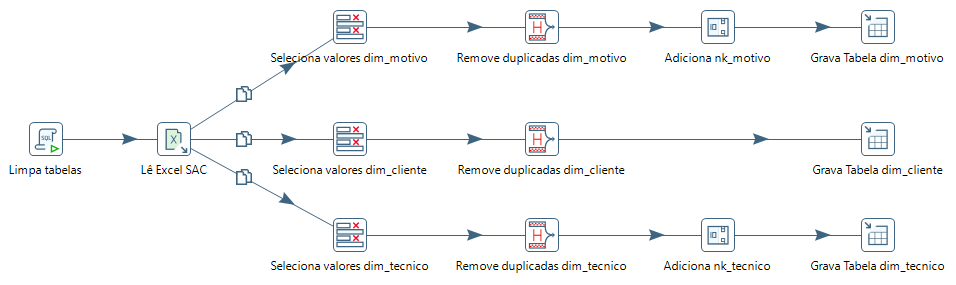 Seleciona valores dim_motivo
Remove duplicadas dim_motivo
Adiciona nk_motivo
Grava Tabela dim_motivo
SQL
Limpa tabelas
X
Lê Excel SAC
Seleciona valores dim_cliente
Remove duplicadas dim_cliente
Grava Tabela dim_cliente
Seleciona valores dim_tecnico
Remove duplicadas dim_tecnico
Adiciona nk_tecnico
Grava Tabela dim_tecnico